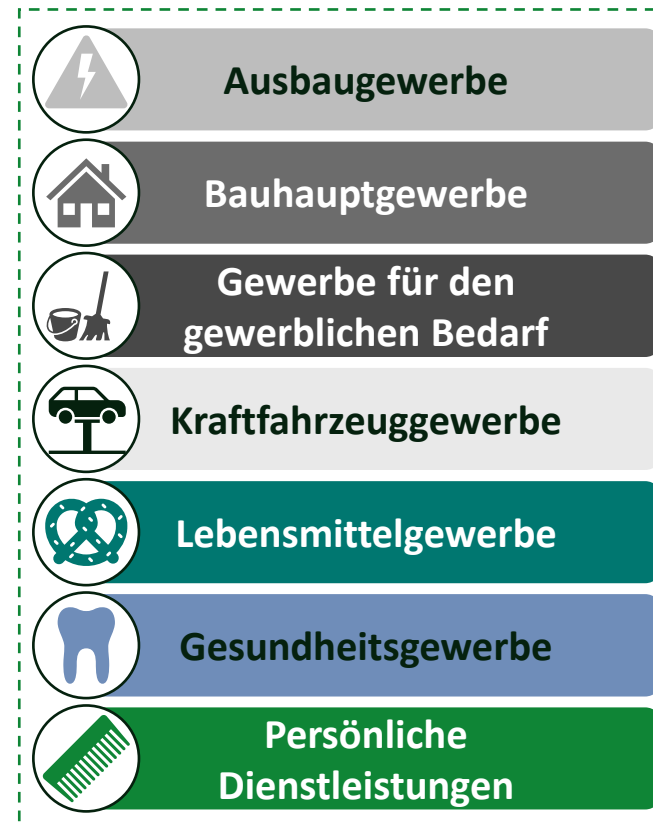 Ausbaugewerbe
Bauhauptgewerbe
Gewerbe für den
gewerblichen Bedarf
Kraftfahrzeuggewerbe
Lebensmittelgewerbe
Gesundheitsgewerbe
Persönliche
Dienstleistungen